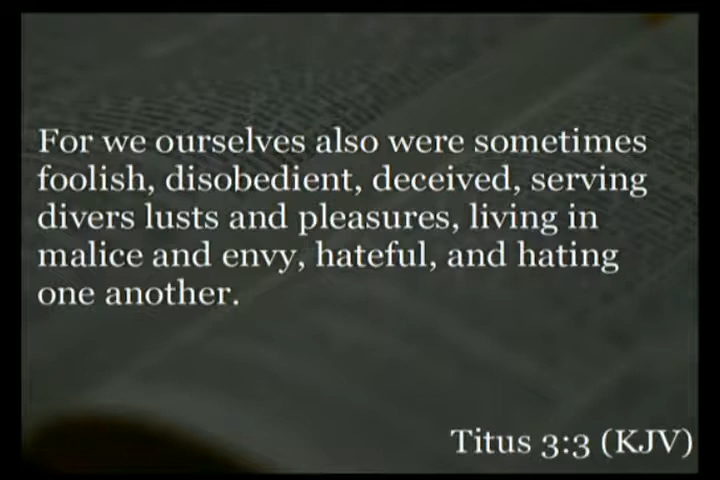 For we ourselves also were sometimes
foolish, disobedient, deceived, serving
divers lusts and pleasures, living in
malice and envy, hateful, and hating
one another.
Titus 3:3 (KJV)